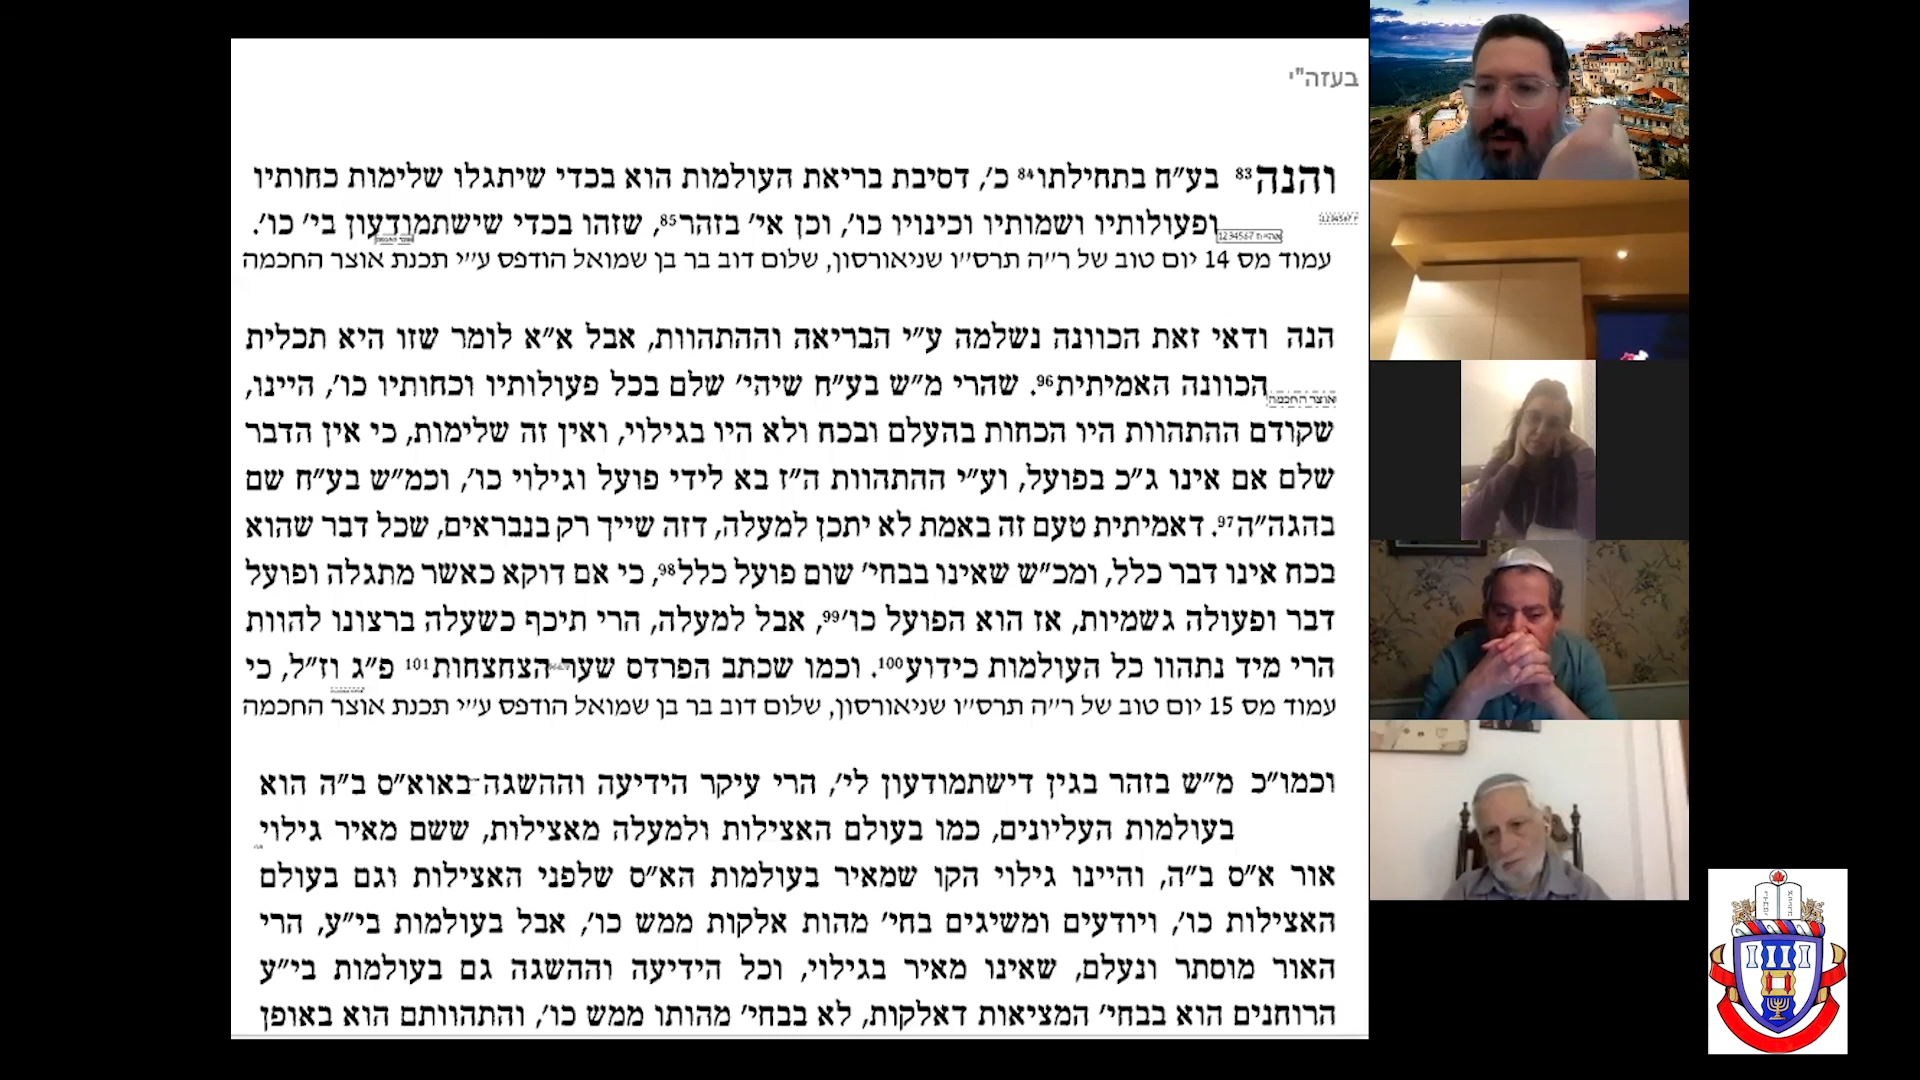 בעזה"י
והנה83 בע״ח בתחילתו84 כ׳, דסיבת בריאת העולמות הוא בכדי שיתגלו שלימות כחותיו
ופעולותיו ושמותיו וכינויו כו׳, וכן אי׳ בזהר85, שזהו בכדי שישתמודעון בי׳ כו׳.
עמוד מס 14 יום טוב של ר''ה תרס''ו שניאורסון, שלום דוב בר בן שמואל הודפס ע''י תכנת אוצר החכמה
הנה ודאי זאת הכוונה נשלמה ע״י הבריאה וההתהוות, אבל א״א לומר שזו היא תכלית
הכוונה האמיתית96. שהרי מ״ש בע״ח שיהי׳ שלם בכל פעולותיו וכחותיו כו׳, היינו,
אוצר החכמה
שקודם ההתהוות היו הכחות בהעלם ובכח ולא היו בגילוי, ואין זה שלימות, כי אין הדבר
שלם אם אינו ג״כ בפועל, וע״י ההתהוות ה״ז בא לידי פועל וגילוי כו׳, וכמ״ש בע״ח שם
בהגה״ה97. דאמיתית טעם זה באמת לא יתכן למעלה, דזה שייך רק בנבראים, שכל דבר שהוא
בכח אינו דבר כלל, ומכ״ש שאינו בבחי׳ שום פועל כלל98, כי אם דוקא כאשר מתגלה ופועל
דבר ופעולה גשמיות, אז הוא הפועל כו׳99, אבל למעלה, הרי תיכף כשעלה ברצונו להוות
הרי מיד נתהוו כל העולמות כידוע100. וכמו שכתב הפרדס שער הצחצחות101 פ״ג וז״ל, כי
עמוד מס 15 יום טוב של ר''ה תרס''ו שניאורסון, שלום דוב בר בן שמואל הודפס ע''י תכנת אוצר החכמה
וכמו״כ מ״ש בזהר בגין דישתמודעון לי׳, הרי עיקר הידיעה וההשגה באוא״ס ב״ה הוא
בעולמות העליונים, כמו בעולם האצילות ולמעלה מאצילות, ששם מאיר גילוי
אור א״ס ב״ה, והיינו גילוי הקו שמאיר בעולמות הא״ס שלפני האצילות וגם בעולם
האצילות כו׳, ויודעים ומשיגים בחי׳ מהות אלקות ממש כו׳, אבל בעולמות בי״ע, הרי
האור מוסתר ונעלם, שאינו מאיר בגילוי, וכל הידיעה וההשגה גם בעולמות בי״ע
הרוחנים הוא בבחי׳ המציאות דאלקות, לא בבחי׳ מהותו ממש כו׳, והתהוותם הוא באופן